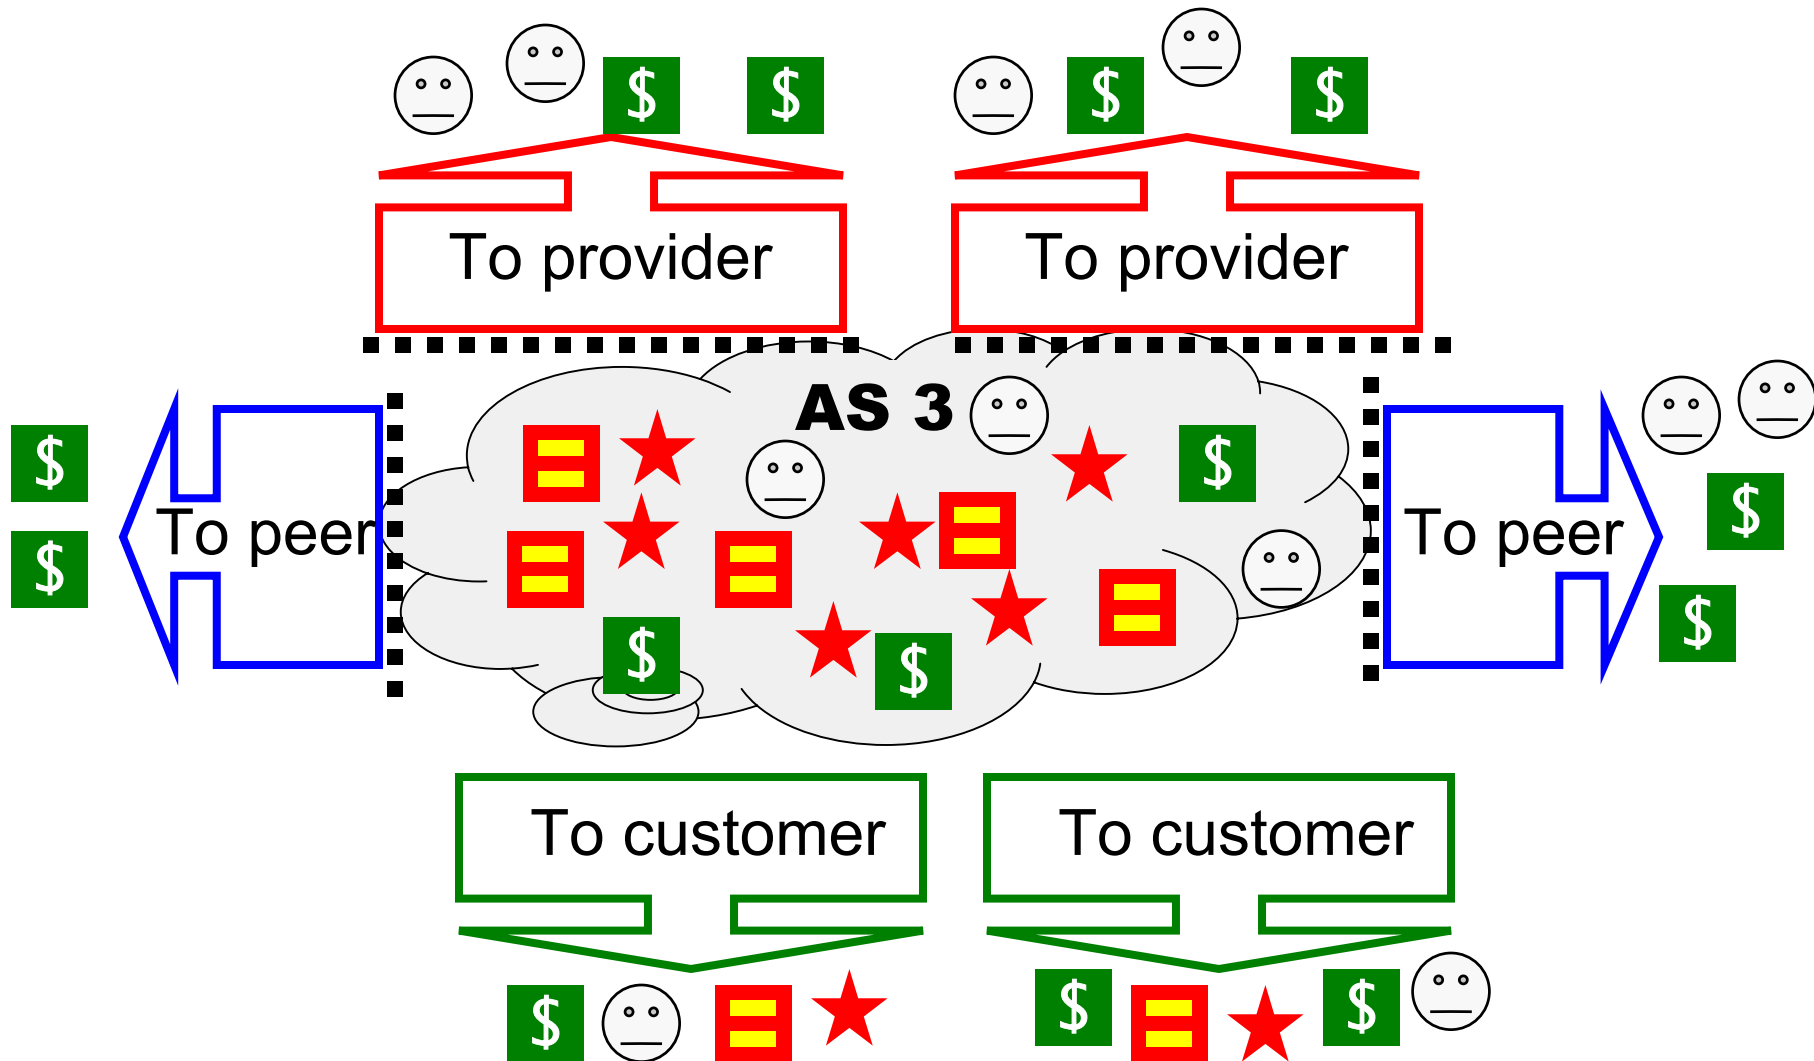 $ $ $ $
To provider To provider
AS 3
$ $
$ $
To peer To peer
$ $
$ $
To customer To customer
$ $ $